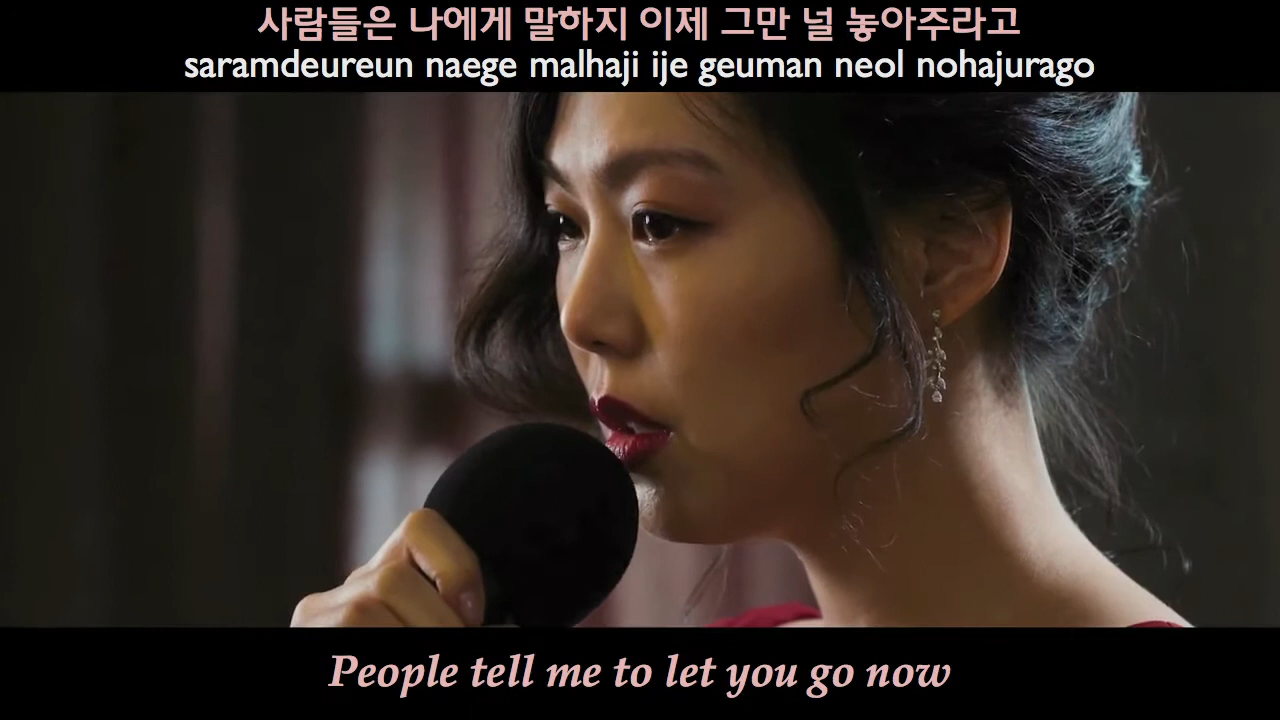 사람들은 나에게 말하지 이제 그만 널 놓아주라고
saramdeureun naege malhaji ije geuman neol nohajurago
People tell me to let you go now